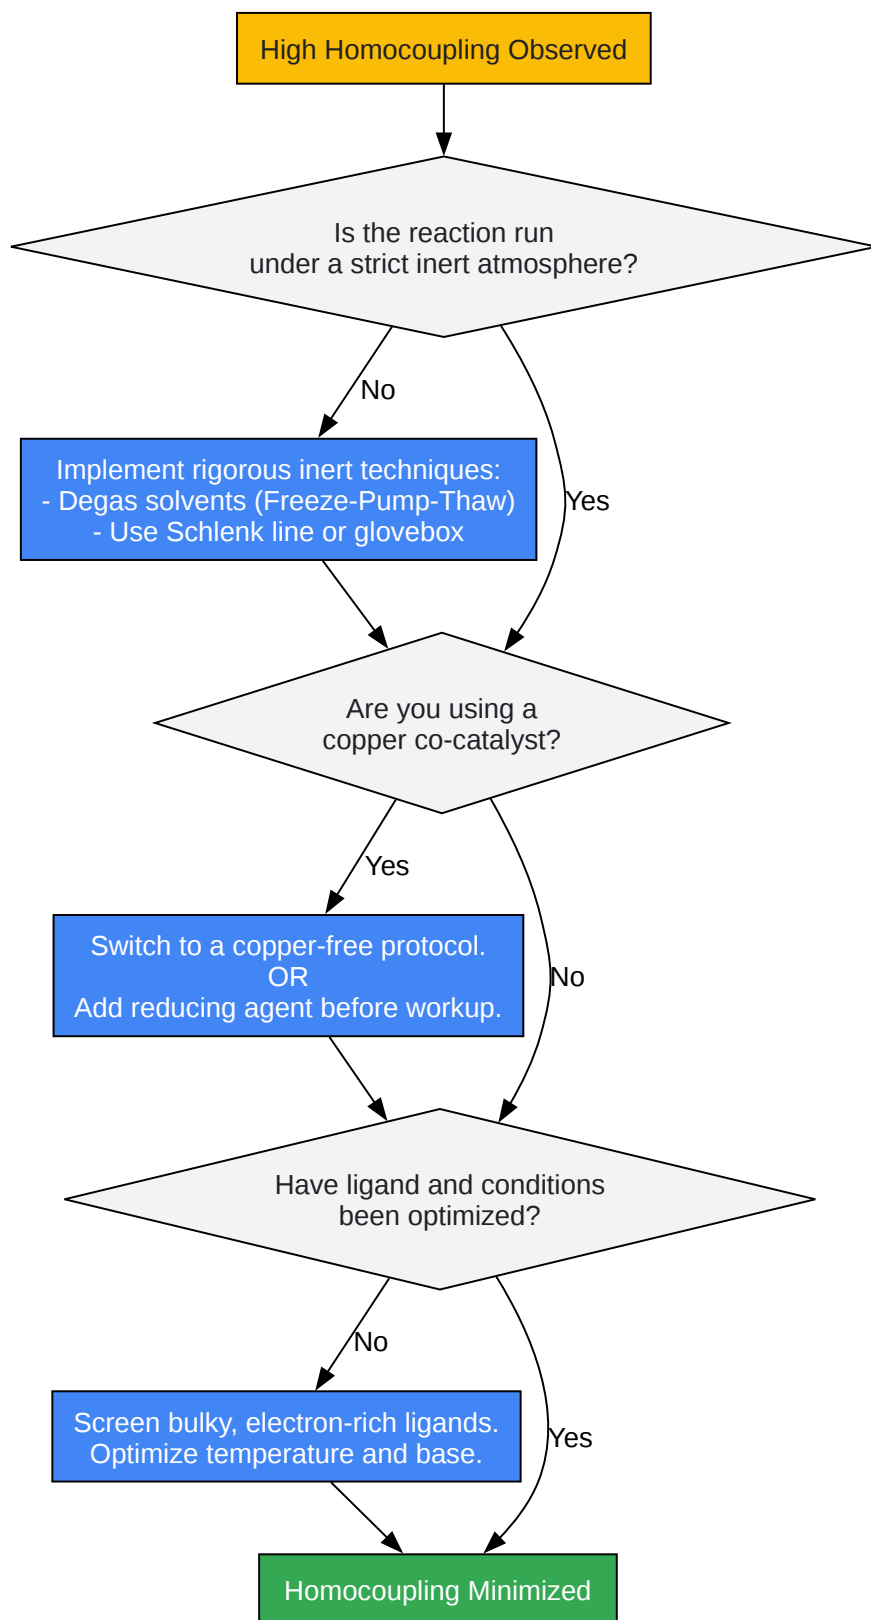 High Homocoupling Observed
Is the reaction run
under a strict inert atmosphere?
No
Implement rigorous inert techniques:
- Degas solvents (Freeze-Pump-Thaw)
- Use Schlenk line or glovebox
Yes
Are you using a
copper co-catalyst?
Yes
Switch to a copper-free protocol.
OR
Add reducing agent before workup.
No
Have ligand and conditions
been optimized?
No
Screen bulky, electron-rich ligands.
Optimize temperature and base.
Yes
Homocoupling Minimized